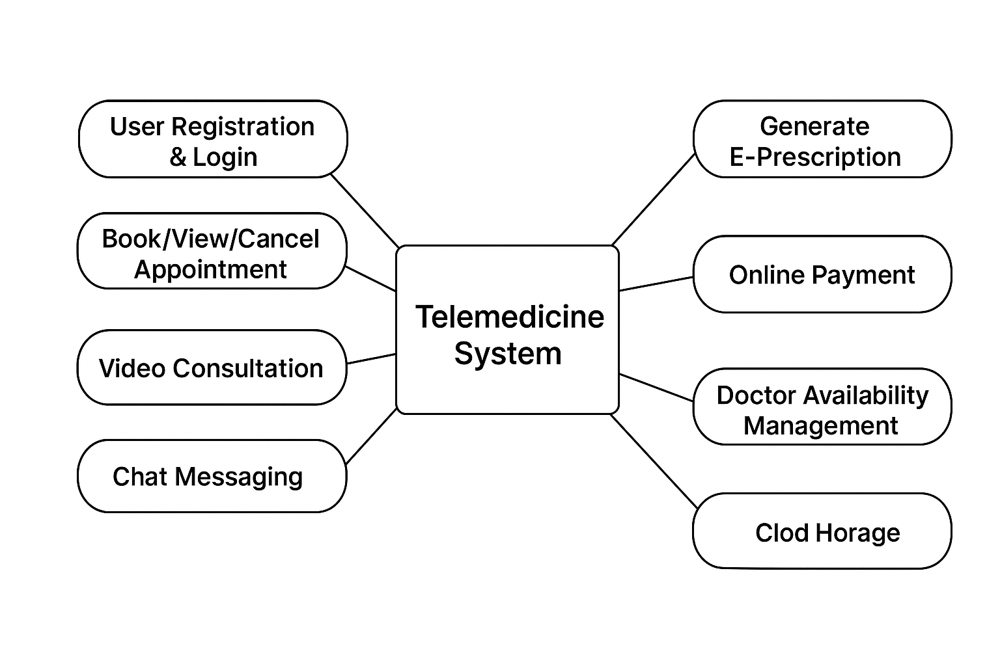 User Registration
& Login
Book/View/Cancel
Appointment
Video Consultation
Chat Messaging
Telemedicine
System
Generate
E-Prescription
Online Payment
Doctor Availability
Management
Clod Horage